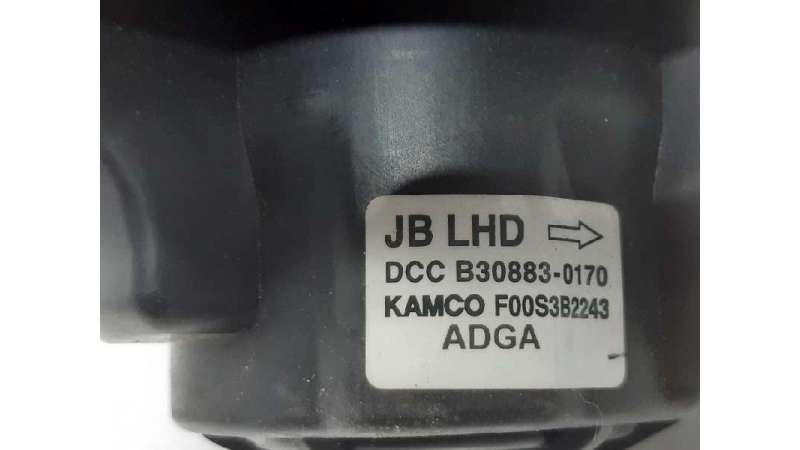 JB LHD
DCC B30883-0170
KAMCO F00S3B2243
ADGA